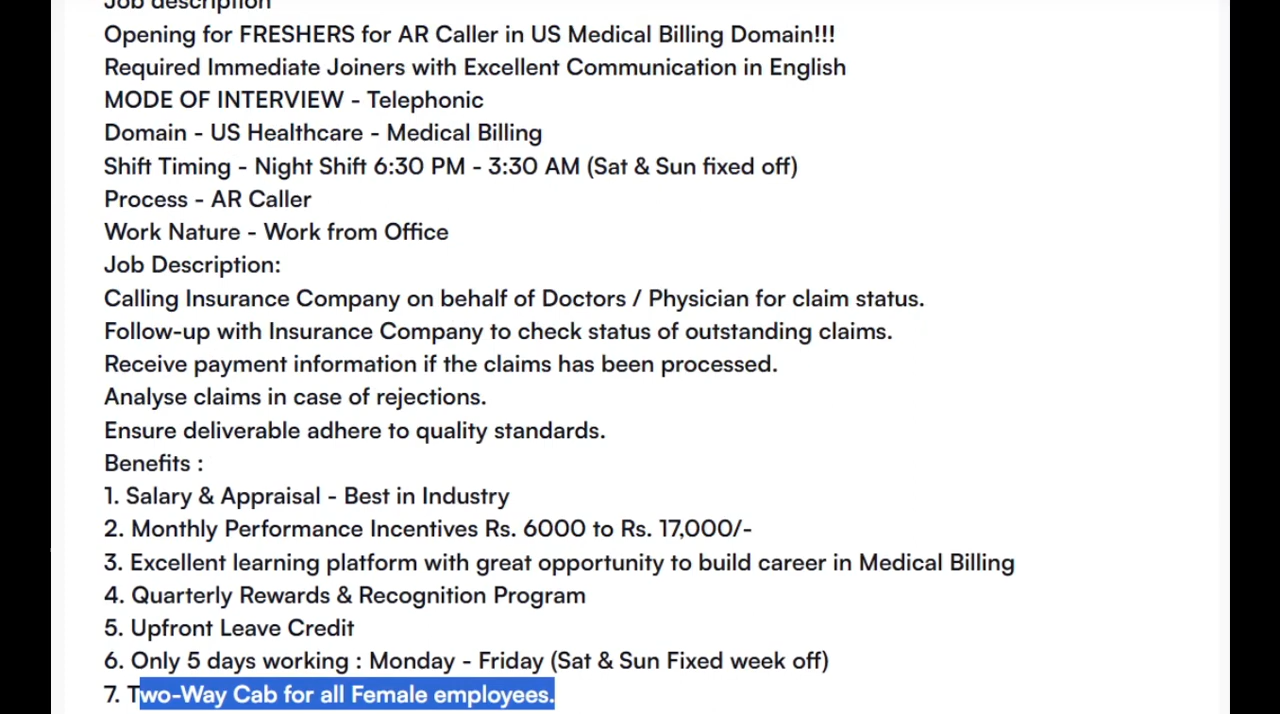 Job description
Opening for FRESHERS for AR Caller in US Medical Billing Domain!!!
Required Immediate Joiners with Excellent Communication in English
MODE OF INTERVIEW - Telephonic
Domain - US Healthcare - Medical Billing
Shift Timing - Night Shift 6:30 PM - 3:30 AM (Sat & Sun fixed off)
Process - AR Caller
Work Nature - Work from Office
Job Description:
Calling Insurance Company on behalf of Doctors / Physician for claim status.
Follow-up with Insurance Company to check status of outstanding claims.
Receive payment information if the claims has been processed.
Analyse claims in case of rejections.
Ensure deliverable adhere to quality standards.
Benefits :
1. Salary & Appraisal - Best in Industry
2. Monthly Performance Incentives Rs. 6000 to Rs. 17,000/-
3. Excellent learning platform with great opportunity to build career in Medical Billing
4. Quarterly Rewards & Recognition Program
5. Upfront Leave Credit
6. Only 5 days working : Monday - Friday (Sat & Sun Fixed week off)
7. Two-Way Cab for all Female employees.